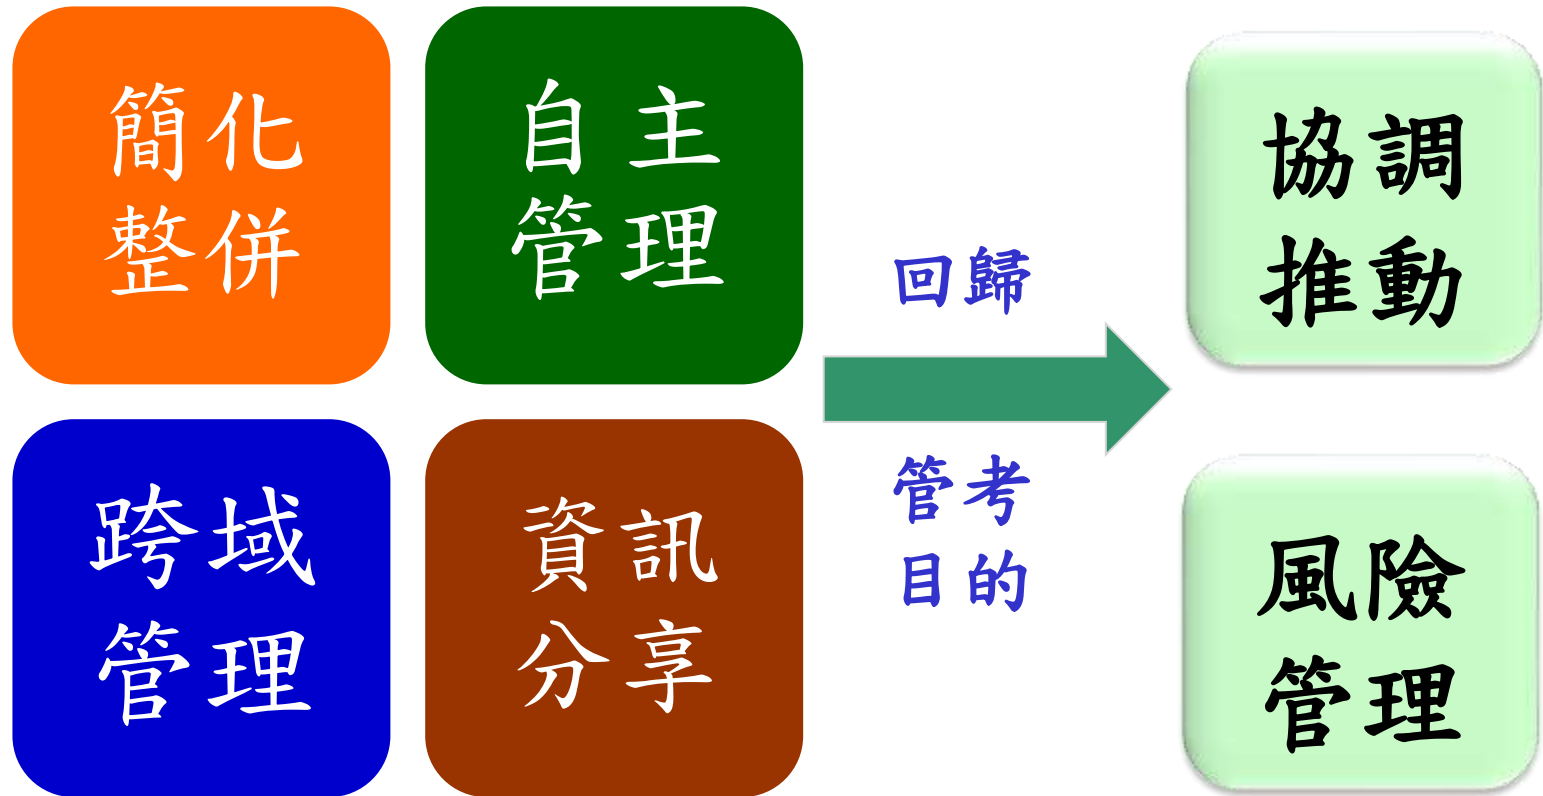 簡化
整併
自主
管理
跨域
管理
資訊
分享
回歸
管考
目的
協調
推動
風險
管理